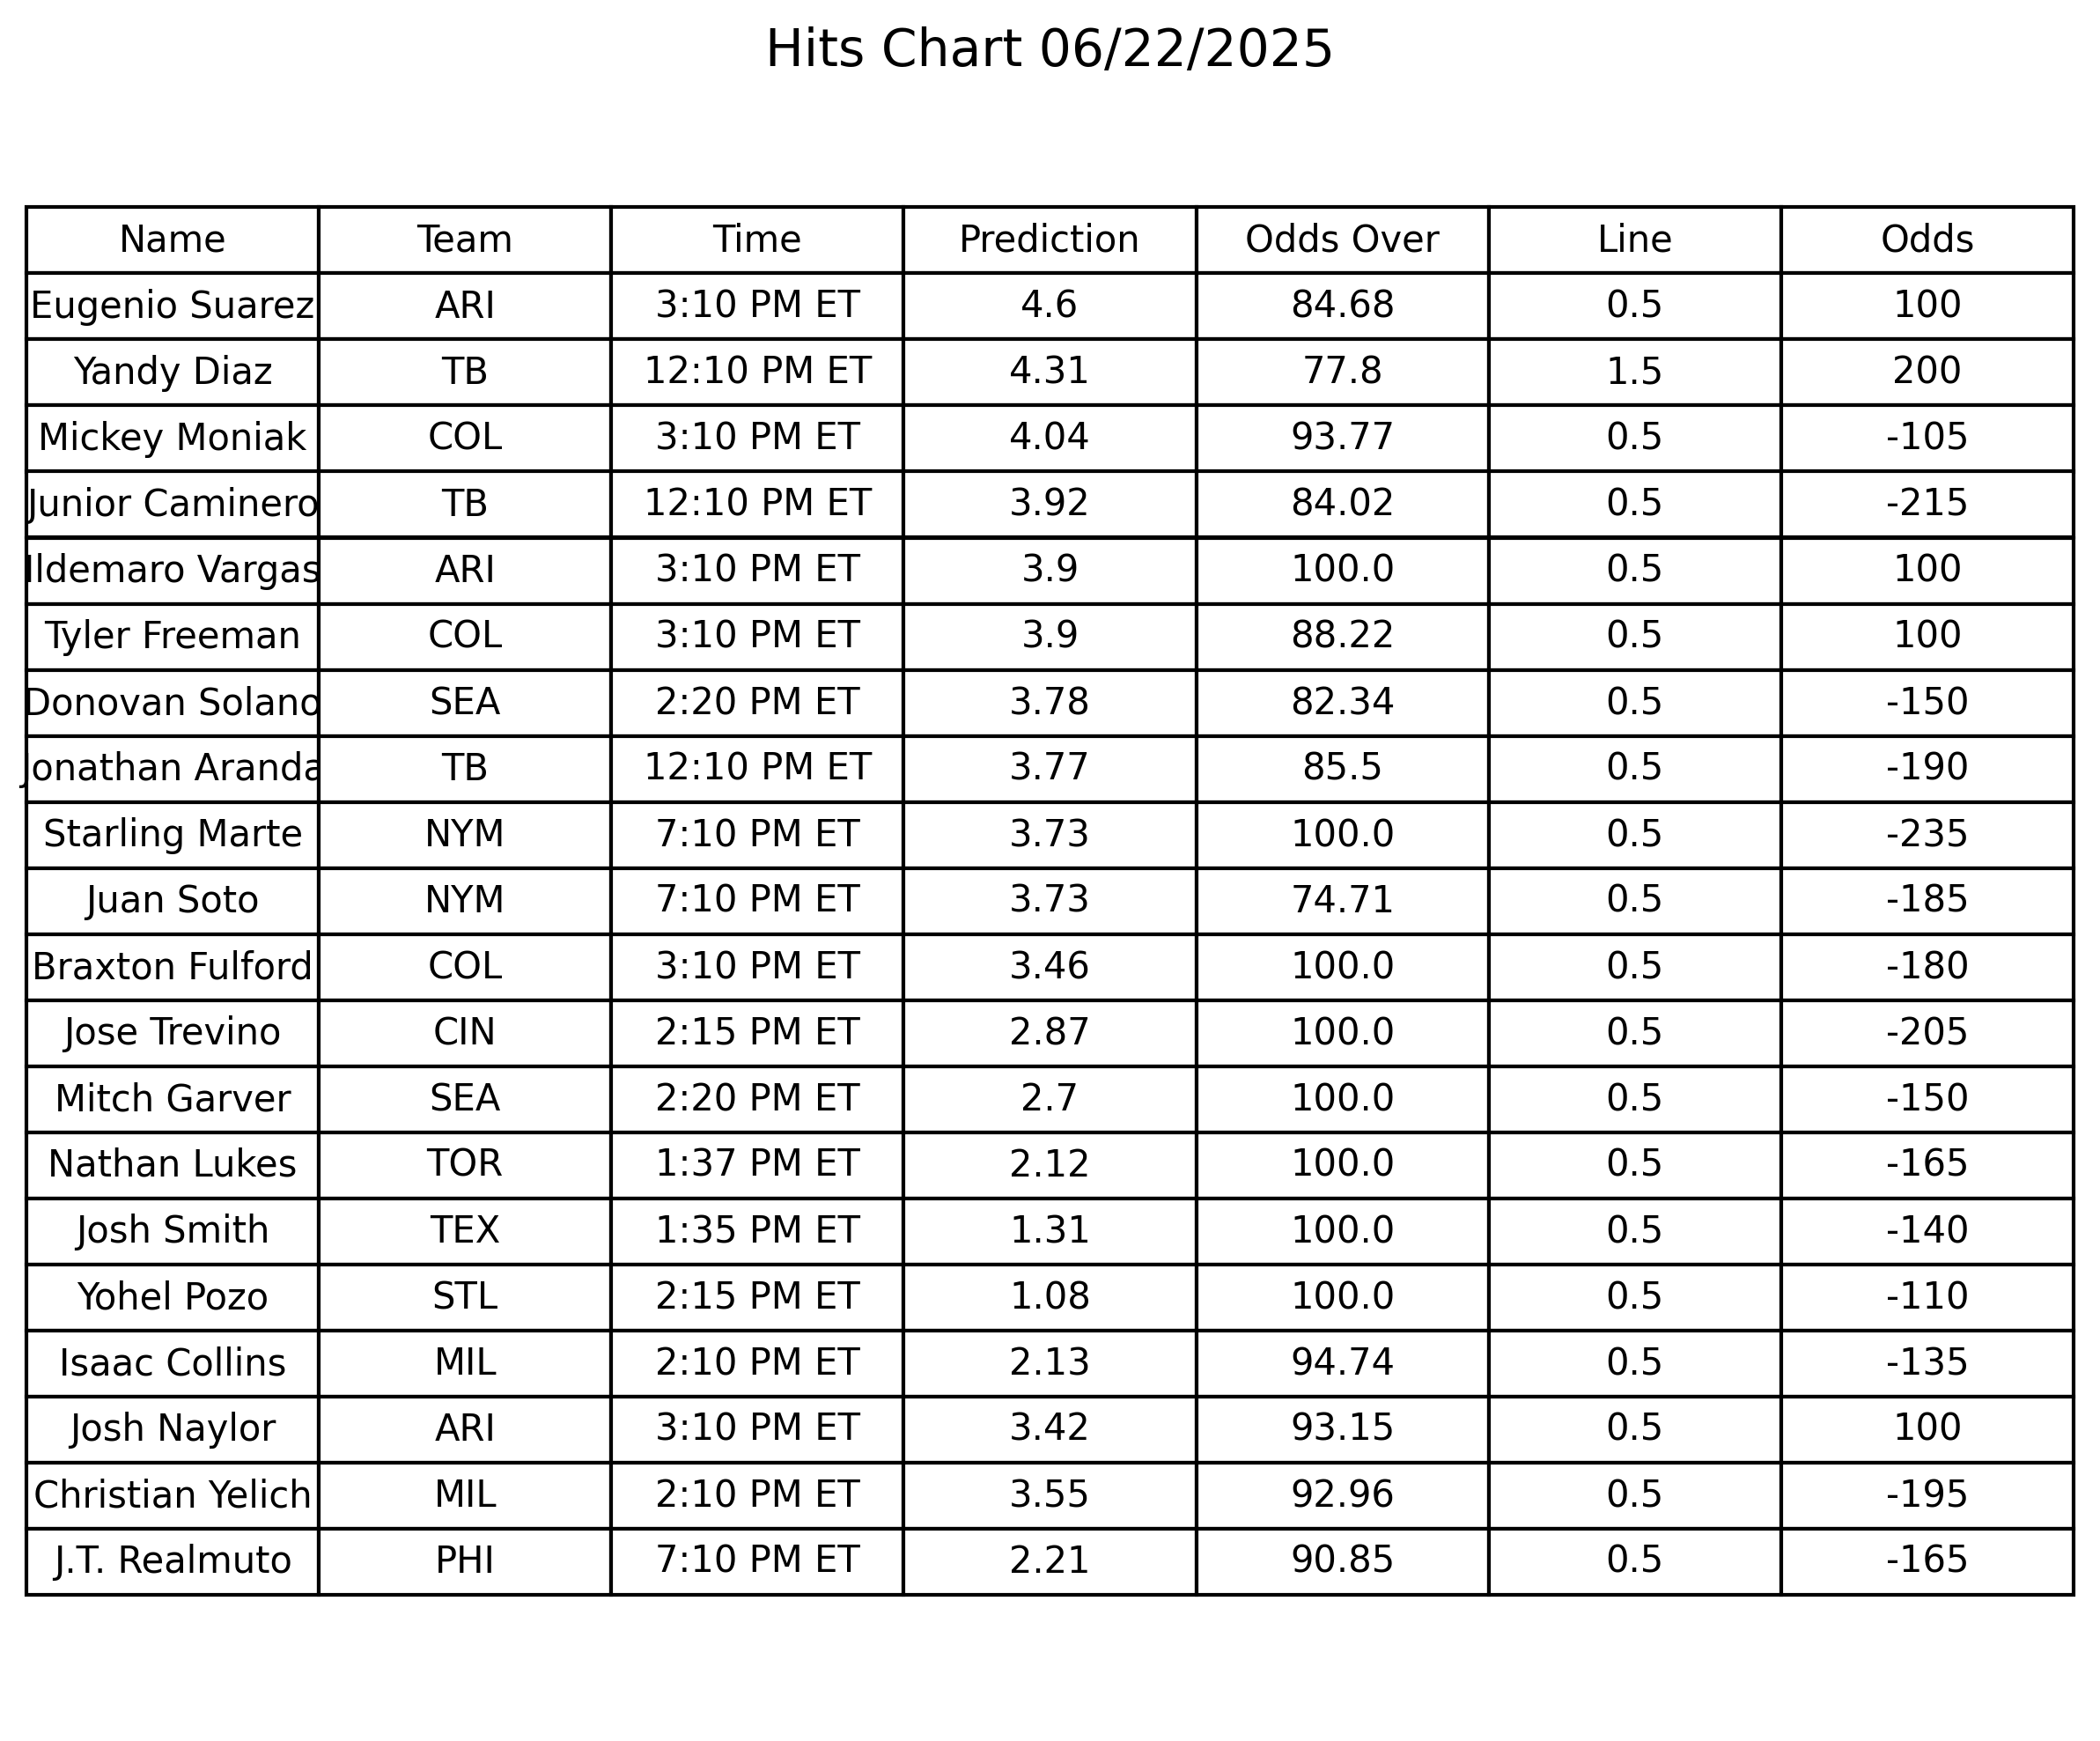 Hits Chart 06/22/2025
Name Team Time Prediction Odds Over Line Odds
Eugenio Suarez ARI 3:10 PM ET 4.6 84.68 0.5 100
Yandy Diaz TB 12:10 PM ET 4.31 77.8 1.5 200
Mickey Moniak COL 3:10 PM ET 4.04 93.77 0.5 -105
Junior Caminero TB 12:10 PM ET 3.92 84.02 0.5 -215
Ildemaro Vargas ARI 3:10 PM ET 3.9 100.0 0.5 100
Tyler Freeman COL 3:10 PM ET 3.9 88.22 0.5 100
Donovan Solano SEA 2:20 PM ET 3.78 82.34 0.5 -150
Jonathan Aranda TB 12:10 PM ET 3.77 85.5 0.5 -190
Starling Marte NYM 7:10 PM ET 3.73 100.0 0.5 -235
Juan Soto NYM 7:10 PM ET 3.73 74.71 0.5 -185
Braxton Fulford COL 3:10 PM ET 3.46 100.0 0.5 -180
Jose Trevino CIN 2:15 PM ET 2.87 100.0 0.5 -205
Mitch Garver SEA 2:20 PM ET 2.7 100.0 0.5 -150
Nathan Lukes TOR 1:37 PM ET 2.12 100.0 0.5 -165
Josh Smith TEX 1:35 PM ET 1.31 100.0 0.5 -140
Yohel Pozo STL 2:15 PM ET 1.08 100.0 0.5 -110
Isaac Collins MIL 2:10 PM ET 2.13 94.74 0.5 -135
Josh Naylor ARI 3:10 PM ET 3.42 93.15 0.5 100
Christian Yelich MIL 2:10 PM ET 3.55 92.96 0.5 -195
J.T. Realmuto PHI 7:10 PM ET 2.21 90.85 0.5 -165